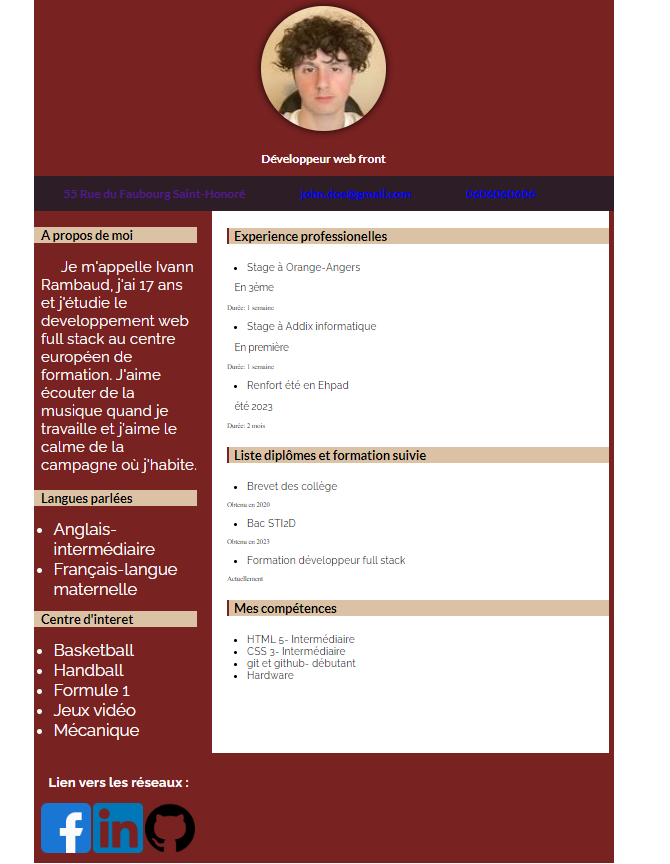 Développeur web front
55 Rue du Faubourg Saint-Honoré john.doe@gmail.com 0606060606
A propos de moi
Je m'appelle Ivann
Rambaud, j'ai 17 ans
et j'étudie le
developpement web
full stack au centre
européen de
formation. J'aime
écouter de la
musique quand je
travaille et j'aime le
calme de la
campagne où j'habite.
Langues parlées
Anglais-
intermédiaire
Français-langue
maternelle
Centre d'interet
Basketball
Handball
Formule 1
Jeux vidéo
Mécanique
Lien vers les réseaux :
f in
Experience professionelles
Stage à Orange-Angers
En 3ème
Durée: 1 semaine
Stage à Addix informatique
En première
Durée: 1 semaine
Renfort été en Ehpad
été 2023
Durée: 2 mois
Liste diplômes et formation suivie
Brevet des collège
Obtenu en 2020
Bac STI2D
Obtenu en 2023
Formation développeur full stack
Actuellement
Mes compétences
HTML 5- Intermédiaire
CSS 3- Intermédiaire
git et github- débutant
Hardware